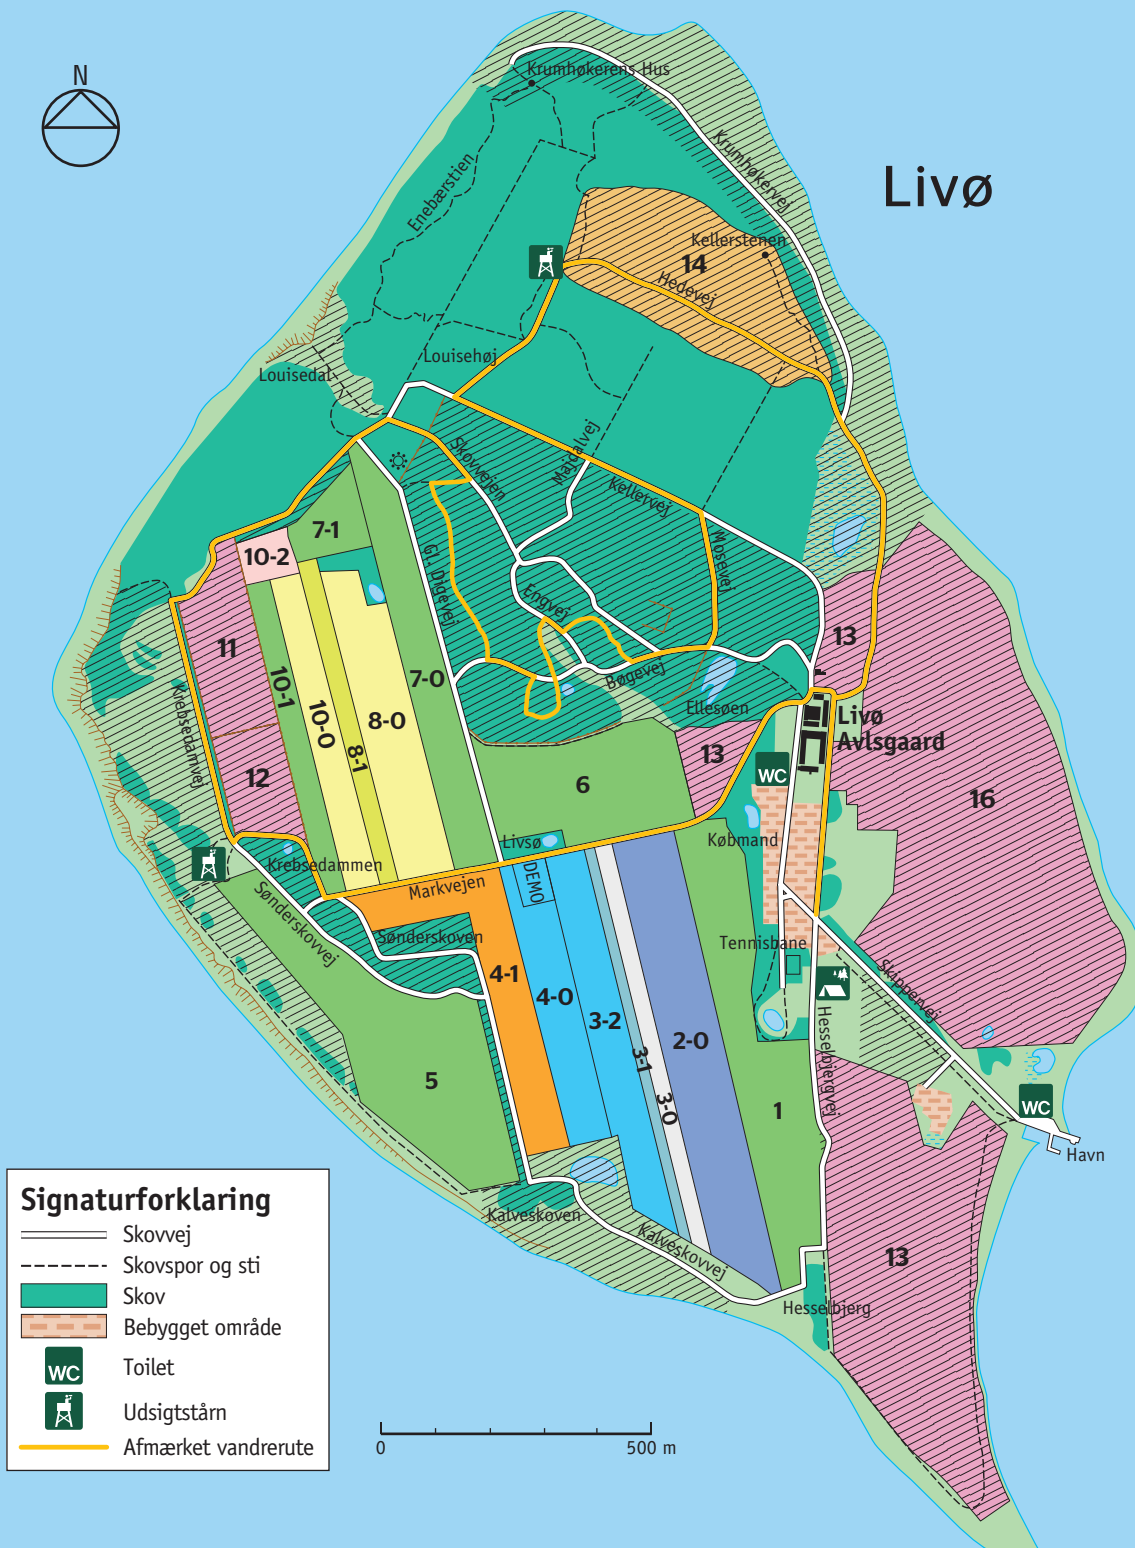 N
Livø
Krumhøkerens Hus
Krumhøkervej
Enebærstien
Kellerstenen
14
Hedevej
Louisehøj
Louisedal
Skovvejen
Majdalvej
Kellervej
7-1
10-2
Gl. Digevej
Mosevej
Engvej
11
13
10-1
7-0
Bøgevej
Krebsedamvej
10-0
8-0
Ellesøen
Livø
Avlsgaard
8-1
13
12
WC
6
16
Livsø
Købmand
Krebsedammen
DEMO
Markvejen
Sønderskovvej
Sønderskoven
Tennisbane
4-1
Skippervej
4-0
3-2
Hesselbjergvej
2-0
3-1
5
3-0
1
WC
Havn
Kalveskoven
Kalveskovvej
13
Hesselbjerg
Signaturforklaring
Skovvej
Skovspor og sti
Skov
Bebygget område
WC
Toilet
Udsigtstårn
Afmærket vandrerute
0
500 m